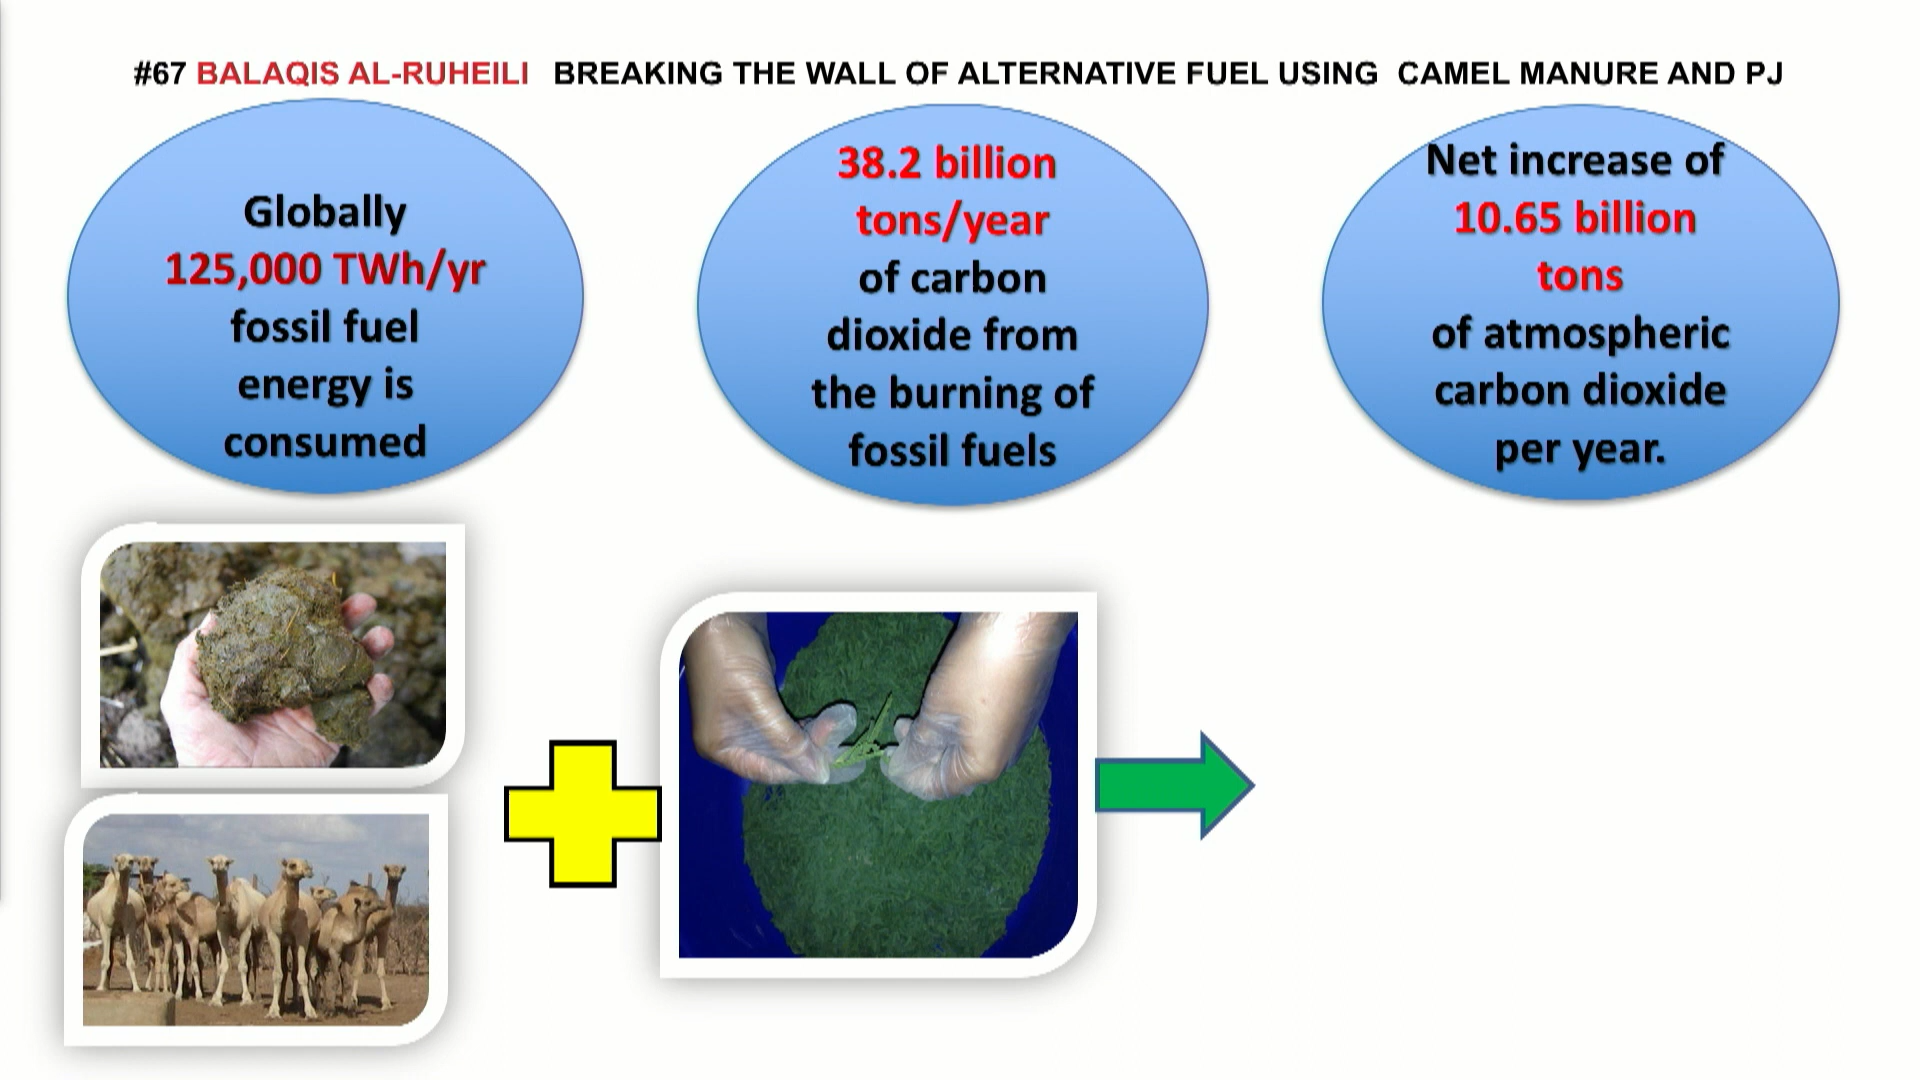 #67 BALAQIS AL-RUHEILI BREAKING THE WALL OF ALTERNATIVE FUEL USING CAMEL MANURE AND PJ
Globally
125,000 TWh/yr
fossil fuel
energy is
consumed
38.2 billion
tons/year
of carbon
dioxide from
the burning of
fossil fuels
Net increase of
10.65 billion
tons
of atmospheric
carbon dioxide
per year.